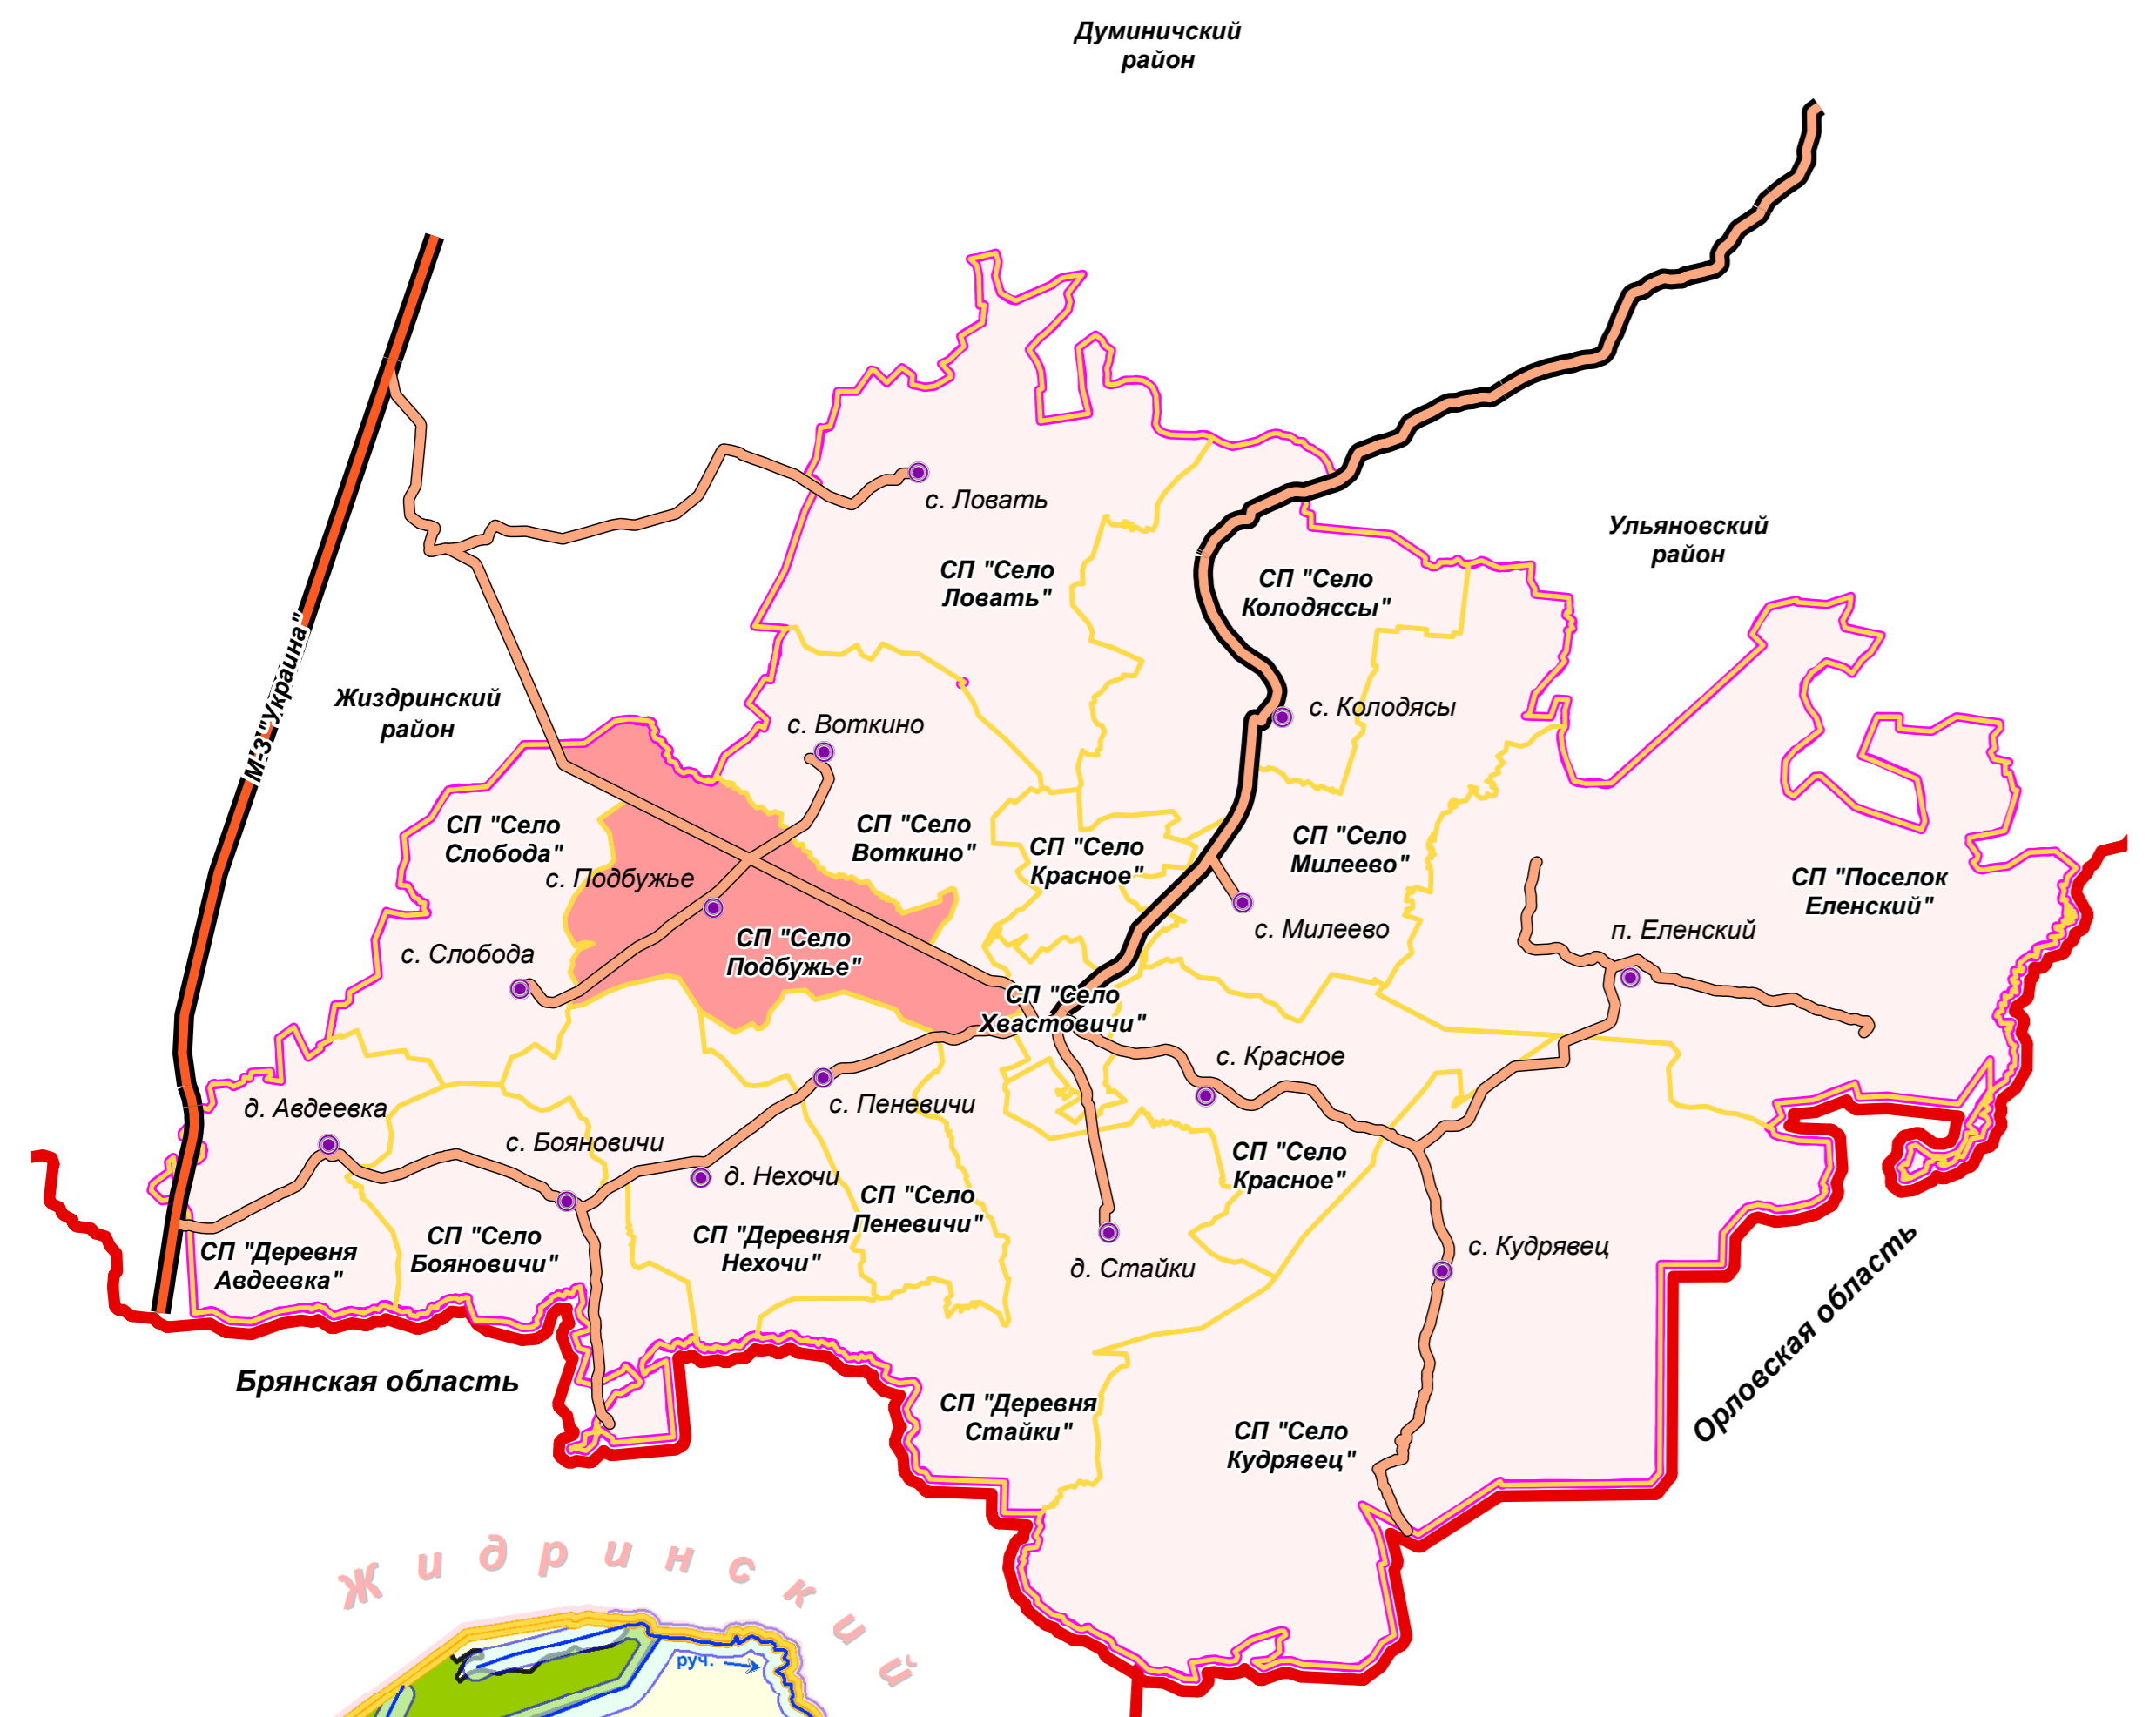 Думиничский
район
с. Ловать
Ульяновский
район
СП "Село
Ловать"
СП "Село
Колодяссы"
М-3"Украина"
Жиздринский
район
с. Воткино
с. Колодясы
СП "Село
Слобода"
СП "Село
Воткино"
СП "Село
Красное"
СП "Село
Милеево"
с. Подбужье
СП "Поселок
Еленский"
с. Милеево
п. Еленский
с. Слобода
СП "Село
Подбужье"
СП "Село
Хвастовичи"
с. Красное
д. Авдеевка
с. Пеневичи
с. Бояновичи
д. Нехочи
СП "Село
Красное"
СП "Село
Пеневичи"
СП "Деревня
Авдеевка"
СП "Село
Бояновичи"
СП "Деревня
Нехочи"
д. Стайки
с. Кудрявец
Орловская область
Брянская область
СП "Деревня
Стайки"
СП "Село
Кудрявец"
Жидринский
руч.